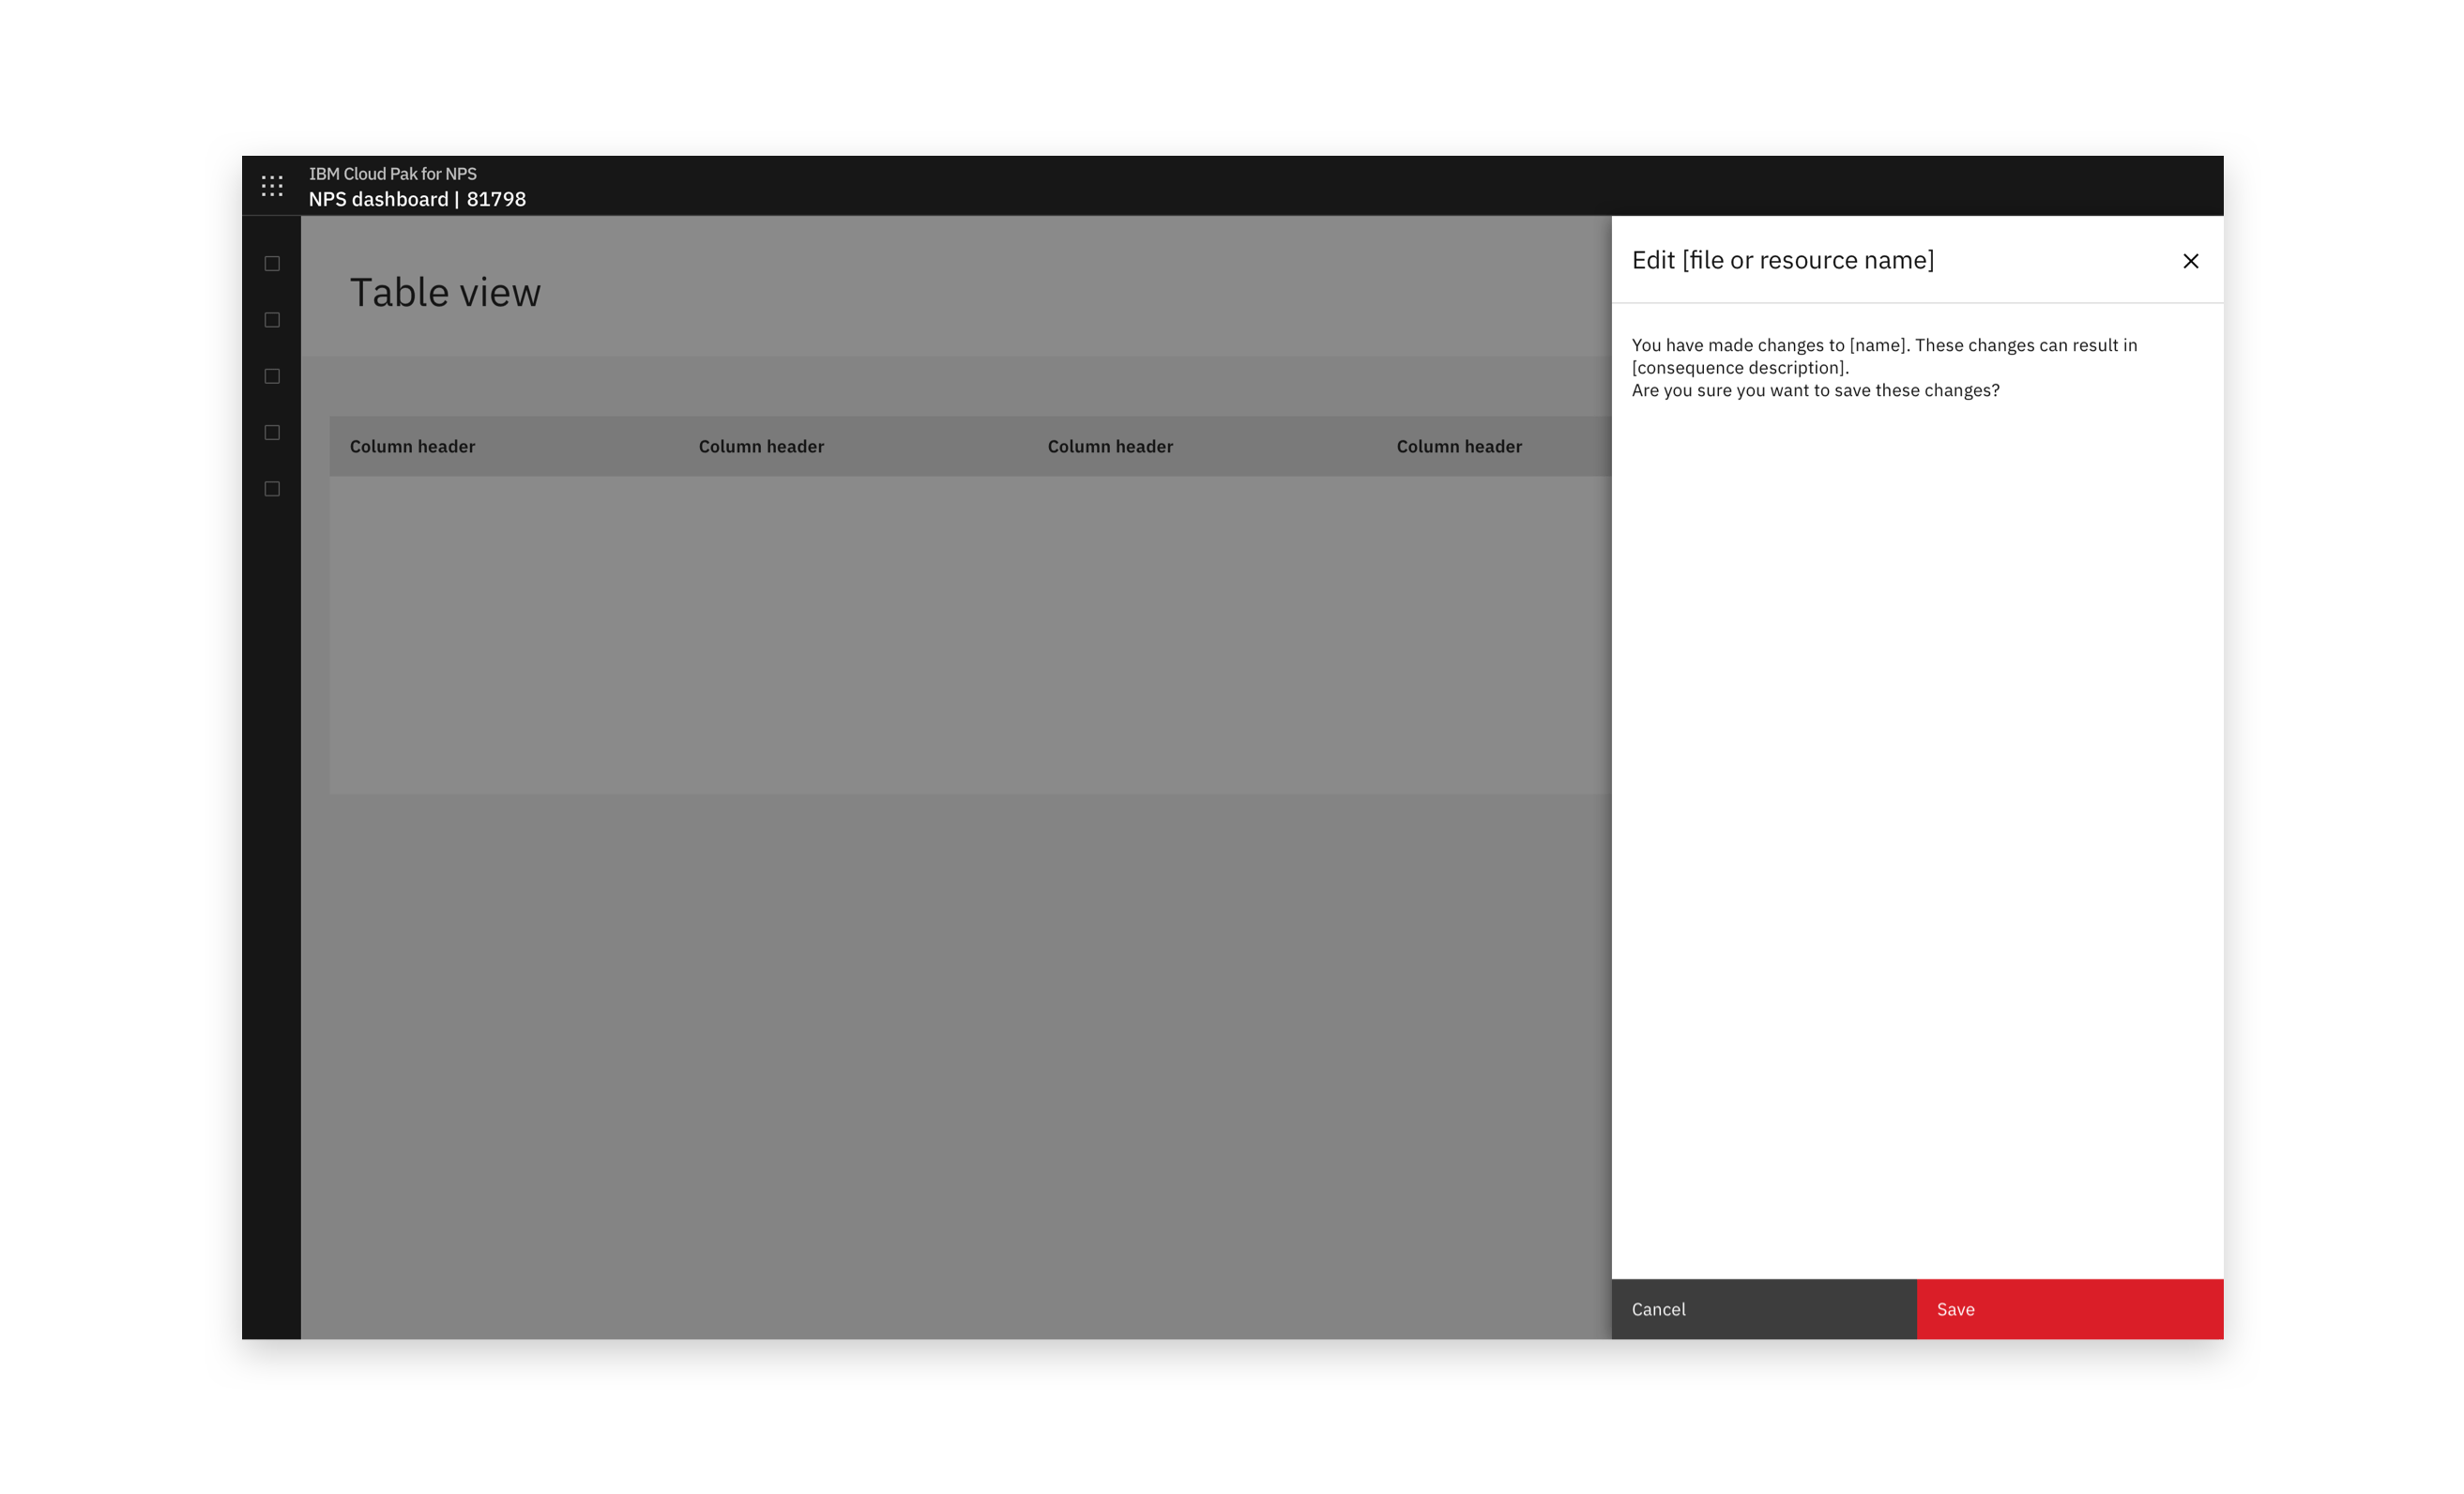 IBM Cloud Pak for NPS
NPS dashboard | 81798
Table view
Column header
Column header
Column header
Column header
Edit [file or resource name]
You have made changes to [name]. These changes can result in
[consequence description].
Are you sure you want to save these changes?
Cancel
Save